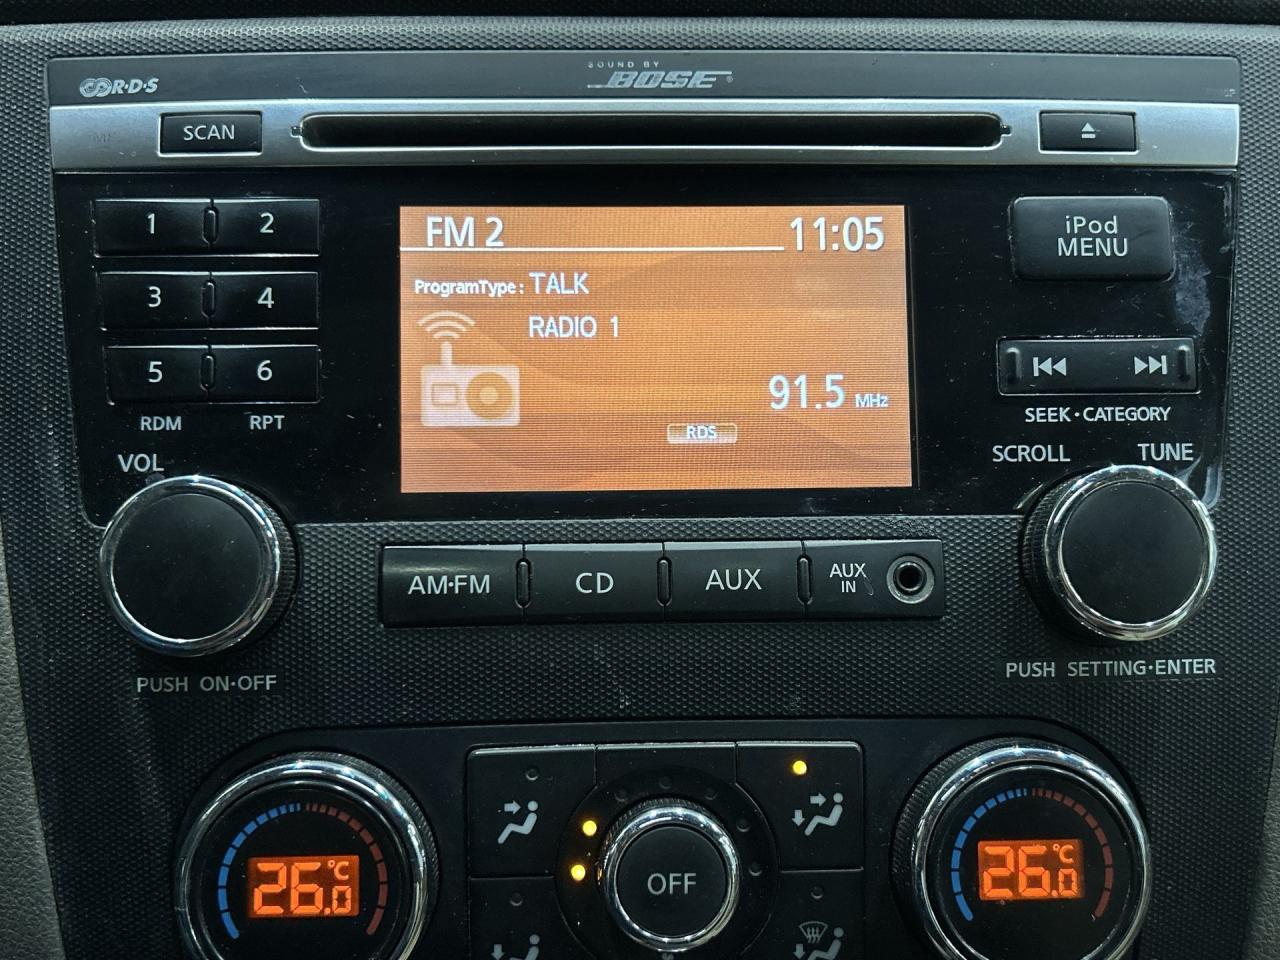 SOUND BY
BOSE®
R·D·S
SCAN
1 2
3 4
5 6
RDM RPT
VOL
PUSH ON·OFF
FM 2 11:05
ProgramType: TALK
RADIO 1
91.5 MHz
RDS
iPod
MENU
SEEK·CATEGORY
SCROLL TUNE
PUSH SETTING·ENTER
AM·FM CD AUX AUX
IN
26.0 °C
OFF
26.0 °C